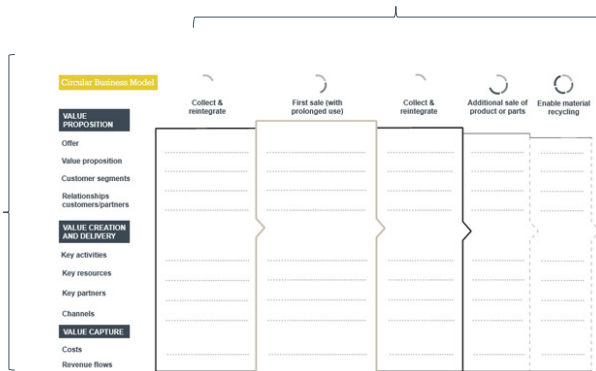 Circular Business Model
Collect &
reintegrate
First sale (with
prolonged use)
Collect &
reintegrate
Additional sale of
product or parts
Enable material
recycling
VALUE
PROPOSITION
Offer
Value proposition
Customer segments
Relationships
customers/partners
VALUE CREATION
AND DELIVERY
Key activities
Key resources
Key partners
Channels
VALUE CAPTURE
Costs
Revenue flows